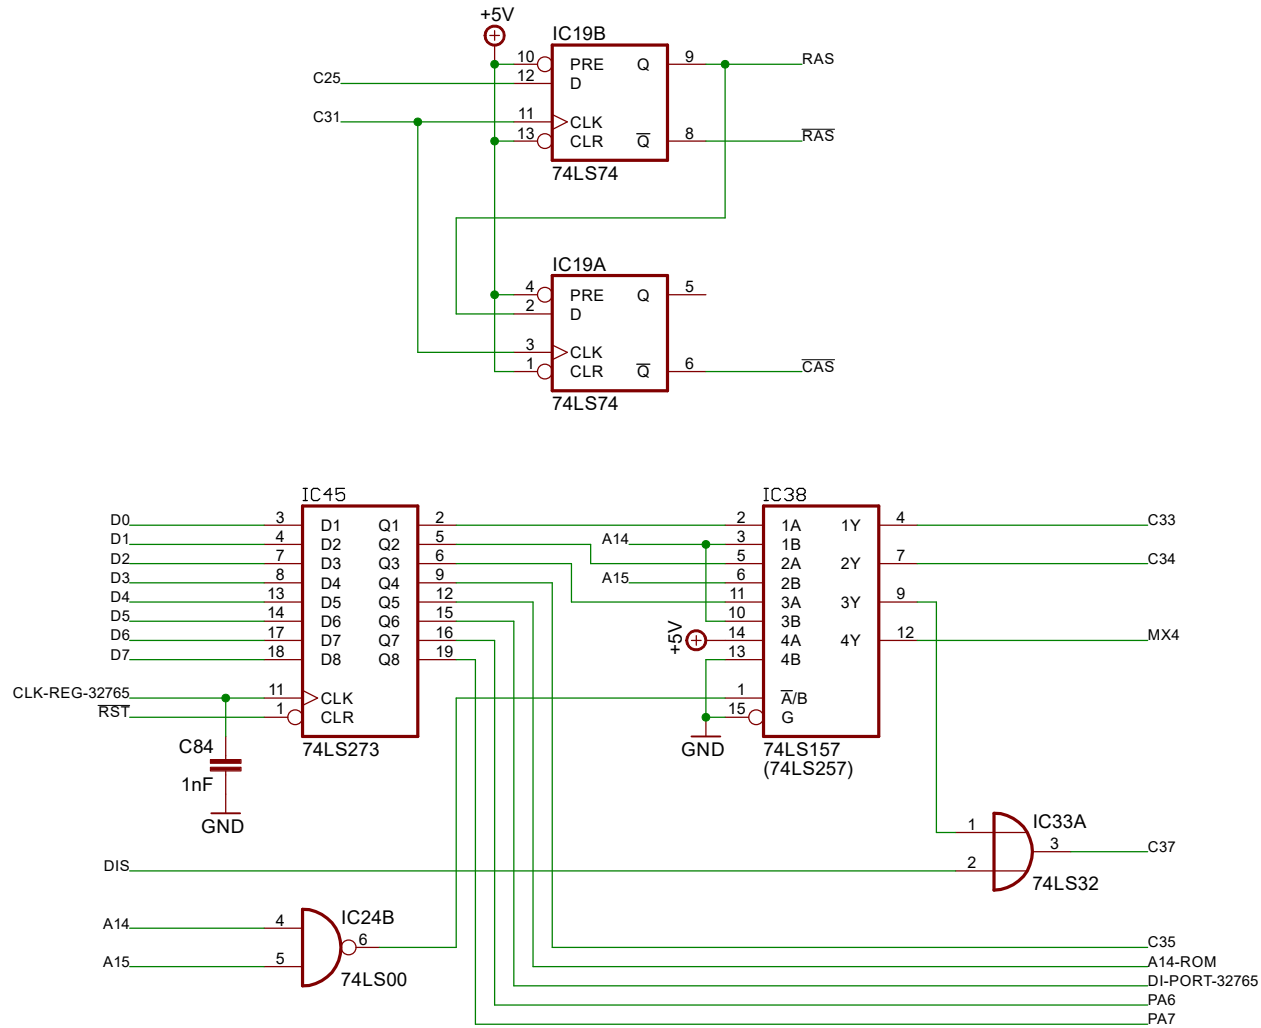 +5V
IC19B
C25
10
12
PRE
D
Q
9
RAS
C31
11
13
CLK
CLR
Q
8
RAS
74LS74
IC19A
4
2
PRE
D
Q
5
3
1
CLK
CLR
Q
6
CAS
74LS74
IC45
D0 3 D1 Q1 2
D1 4 D2 Q2 5
D2 7 D3 Q3 6
D3 8 D4 Q4 9
D4 13 D5 Q5 12
D5 14 D6 Q6 15
D6 17 D7 Q7 16
D7 18 D8 Q8 19
CLK-REG-32765 11 CLK
RST 1 CLR
74LS273
C84
1nF
GND
IC38
2 1A 1Y 4 C33
A14 3 1B
5 2A 2Y 7 C34
A15 6 2B
11 3A 3Y 9
10 3B
+5V 14 4A 4Y 12 MX4
13 4B
1 A/B
15 G
GND
74LS157
(74LS257)
IC33A
1
3
C37
DIS
2
74LS32
IC24B
A14 4
6
A15 5
74LS00
C35
A14-ROM
DI-PORT-32765
PA6
PA7